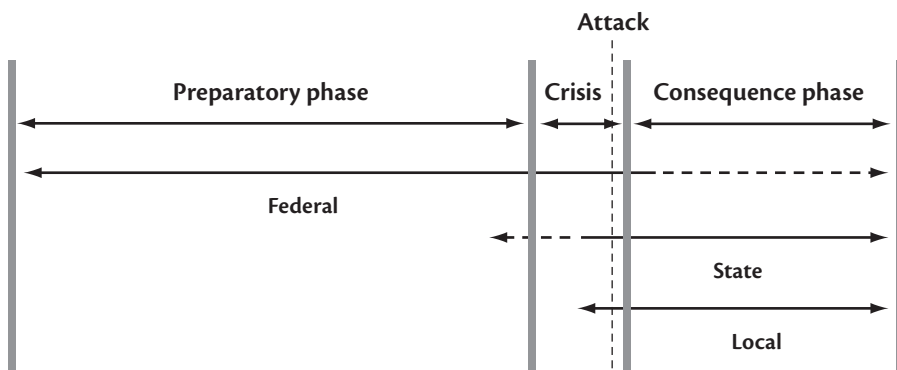 Attack
Preparatory phase
Crisis
Consequence phase
Federal
State
Local